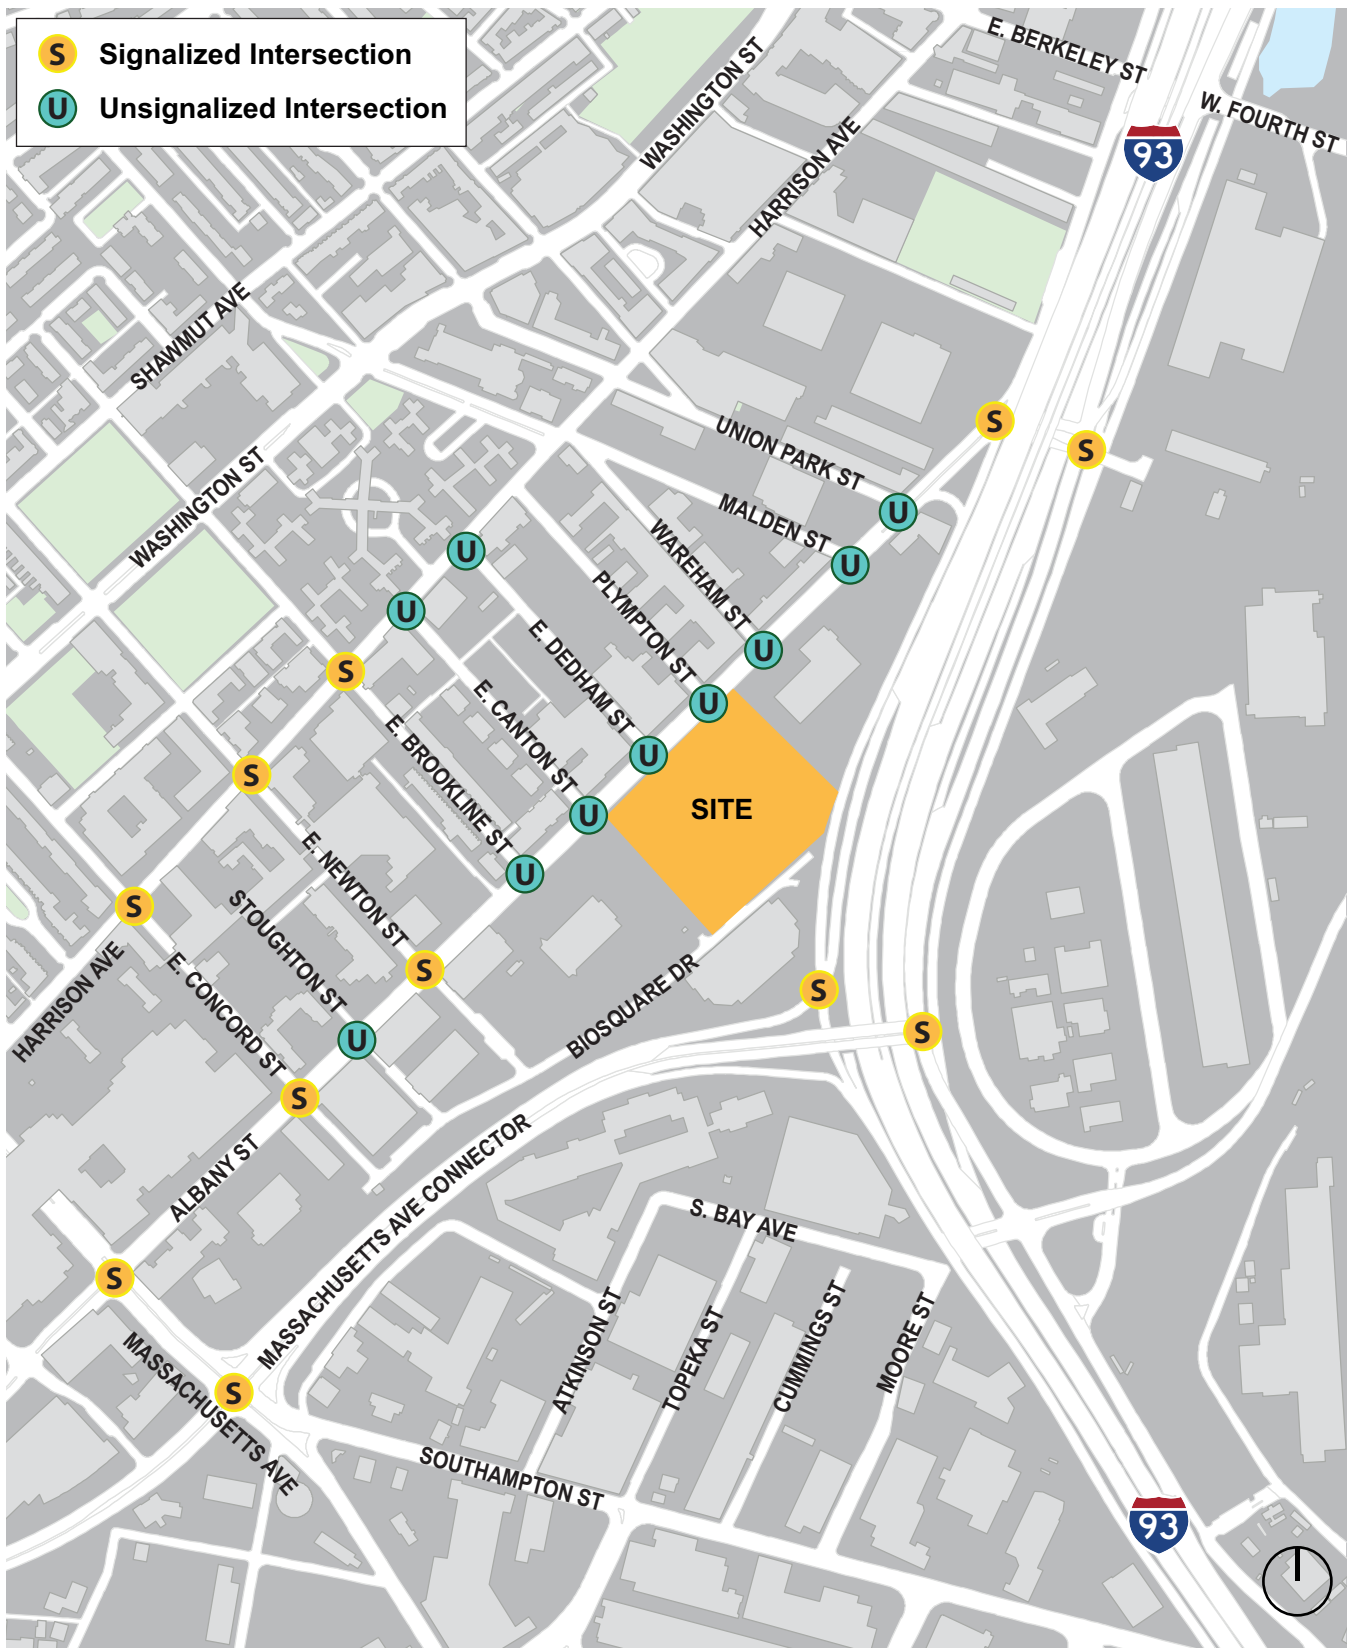 S Signalized Intersection
U Unsignalized Intersection
E. BERKELEY ST
W. FOURTH ST
93
WASHINGTON ST
HARRISON AVE
SHAWMUT AVE
WASHINGTON ST
S
S
UNION PARK ST
U
MALDEN ST
U
WAREHAM ST
U
PLYMPTON ST
U
U
U
S
E. DEDHAM ST
U
E. CANTON ST
U
E. BROOKLINE ST
U
SITE
S
E. NEWTON ST
S
STOUGHTON ST
U
S
E. CONCORD ST
S
HARRISON AVE
BIOSQUARE DR
S
S
ALBANY ST
MASSACHUSETTS AVE CONNECTOR
S. BAY AVE
S
MASSACHUSETTS AVE
S
ATKINSON ST
TOPEKA ST
CUMMINGS ST
MOORE ST
SOUTHAMPTON ST
93